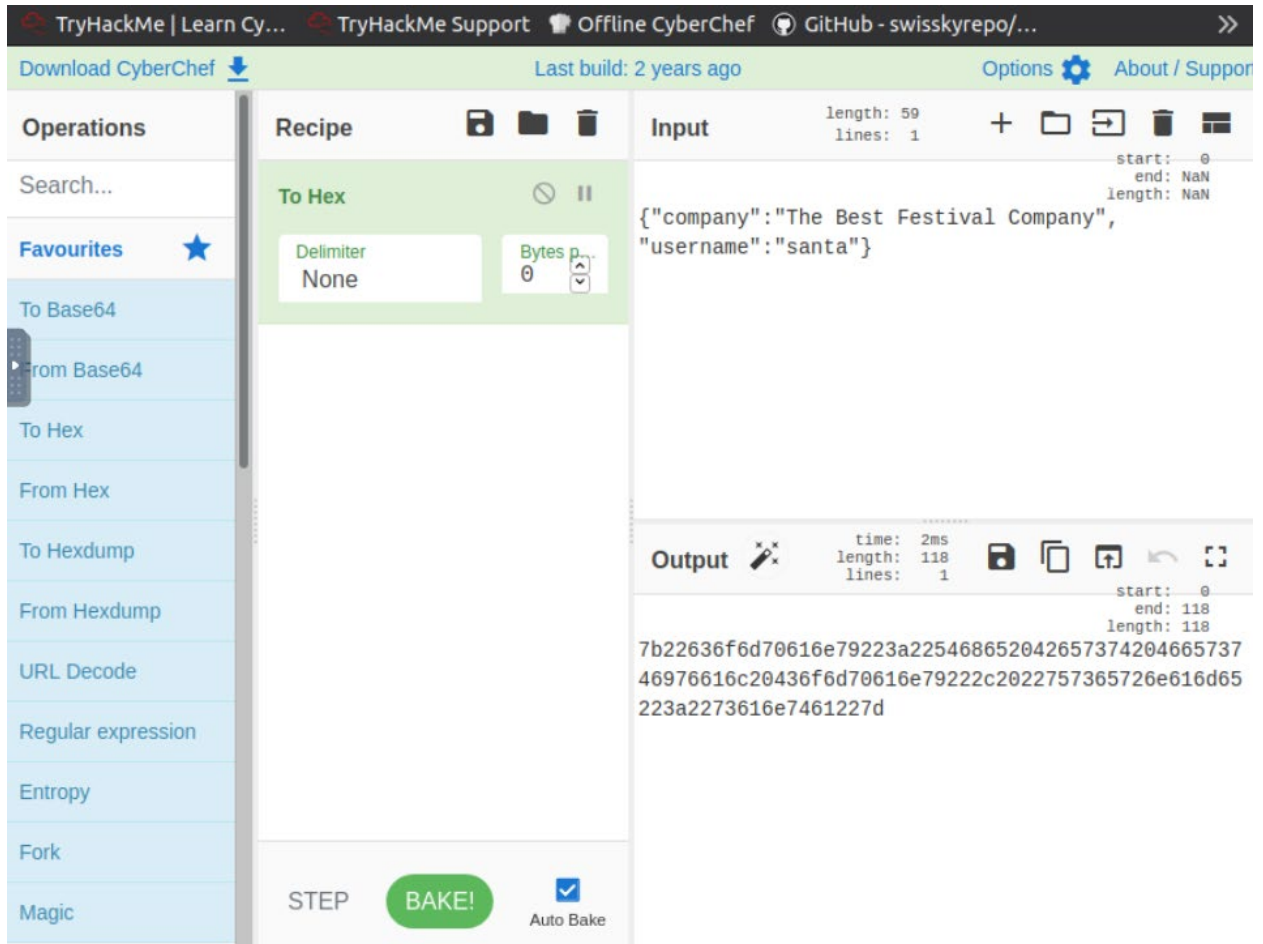 TryHackMe | Learn Cy... TryHackMe Support Offline CyberChef GitHub - swisskyrepo/... »
Download CyberChef Last build: 2 years ago Options About / Suppor
Operations
Search...
Favourites
To Base64
From Base64
To Hex
From Hex
To Hexdump
From Hexdump
URL Decode
Regular expression
Entropy
Fork
Magic
Recipe
To Hex
Delimiter
None
Bytes p...
0
STEP BAKE! Auto Bake
Input
length: 59
lines: 1
start: 0
end: NaN
length: NaN
{"company":"The Best Festival Company",
"username":"santa"}
Output
time: 2ms
length: 118
lines: 1
start: 0
end: 118
length: 118
7b22636f6d70616e79223a22546865204265737420466573​7
46976616c20436f6d70616e79222c2022757365726e616d65
223a2273616e7461227d